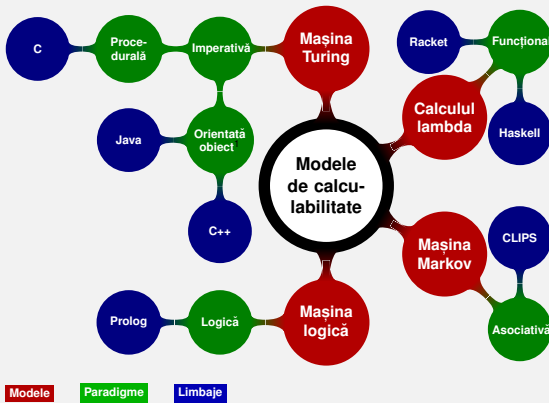 C
Proce-
durală
Imperativă
Mașina
Turing
Racket
Funcțional
Calculul
lambda
Haskell
Java
Orientată
obiect
C++
Modele
de calcu-
labilitate
Mașina
Markov
CLIPS
Asociativă
Prolog
Logică
Mașina
logică
Modele
Paradigme
Limbaje